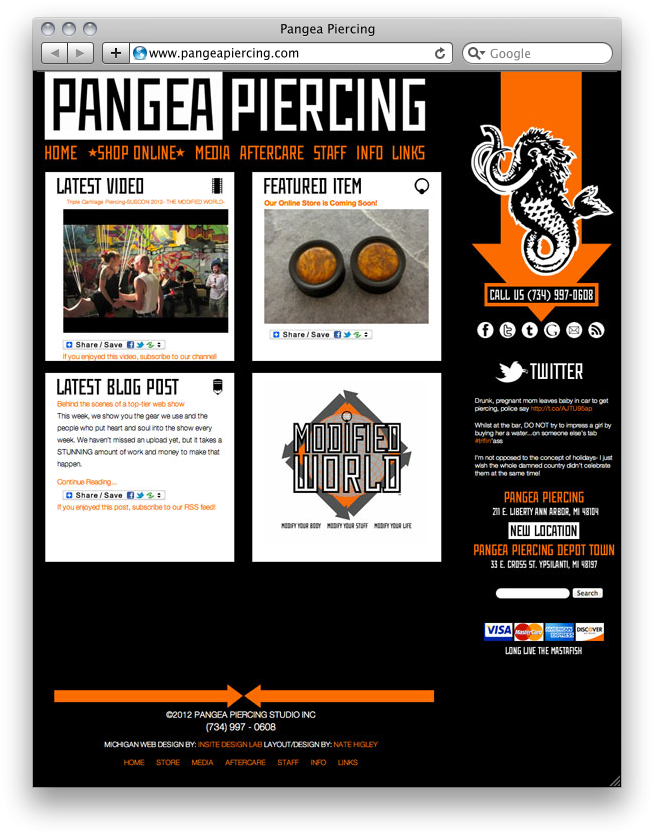 Pangea Piercing
www.pangeapiercing.com
Google
PANGEA PIERCING
HOME ★SHOP ONLINE★ MEDIA AFTERCARE STAFF INFO LINKS
LATEST VIDEO
Triple Cartilage Piercing-SUSCON 2012- THE MODIFIED WORLD-
Share / Save
If you enjoyed this video, subscribe to our channel!
FEATURED ITEM
Our Online Store is Coming Soon!
Share / Save
LATEST BLOG POST
Behind the scenes of a top-tier web show
This week, we show you the gear we use and the
people who put heart and soul into the show every
week. We haven't missed an upload yet, but it takes a
STUNNING amount of work and money to make that
happen.
Continue Reading...
Share / Save
If you enjoyed this post, subscribe to our RSS feed!
MODIFIED
WORLD
MODIFY YOUR BODY MODIFY YOUR STUFF MODIFY YOUR LIFE
CALL US (734) 997-0608
TWITTER
Drunk, pregnant mom leaves baby in car to get
piercing, police say http://t.co/AJTU95ap
Whilst at the bar, DO NOT try to impress a girl by
buying her a water...on someone else's tab
'ass
I'm not opposed to the concept of holidays- I just
wish the whole damned country didn't celebrate
them at the same time!
PANGEA PIERCING
211 E. LIBERTY ANN ARBOR, MI 48104
NEW LOCATION
PANGEA PIERCING DEPOT TOWN
33 E. CROSS ST. YPSILANTI, MI 48197
Search
VISA MasterCard AMERICAN EXPRESS DISCOVER
LONG LIVE THE MASTAFISH
©2012 PANGEA PIERCING STUDIO INC
(734) 997 - 0608
MICHIGAN WEB DESIGN BY: INSITE DESIGN LAB LAYOUT/DESIGN BY: NATE HIGLEY
HOME STORE MEDIA AFTERCARE STAFF INFO LINKS